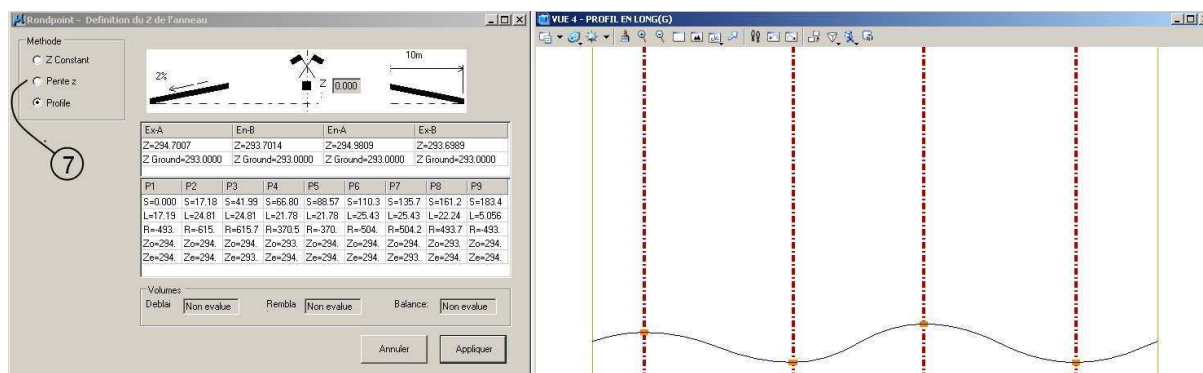 Rondpoint - Definition du Z de l'anneau
Methode
Z Constant
Pente z
Profile
7
2%
Z 0.000
10m
Ex-A En-B En-A Ex-B
Z=294.7007 Z=293.7014 Z=294.9809 Z=293.6989
Z Ground=293.0000 Z Ground=293.0000 Z Ground=293.0000 Z Ground=293.0000
P1 P2 P3 P4 P5 P6 P7 P8 P9
S=0.000 S=17.18 S=41.99 S=66.80 S=88.57 S=110.3 S=135.7 S=161.2 S=183.4
L=17.19 L=24.81 L=24.81 L=21.78 L=21.78 L=25.43 L=25.43 L=22.24 L=5.056
R=-493. R=-615. R=615.7 R=370.5 R=-370. R=-504. R=504.2 R=493.7 R=-493.
Zo=294. Zo=294. Zo=294. Zo=293. Zo=294. Zo=294. Zo=294. Zo=293. Zo=294.
Ze=294. Ze=294. Ze=293. Ze=294. Ze=294. Ze=294. Ze=293. Ze=294. Ze=294.
Volumes
Deblai Non evalue Rembla Non evalue Balance: Non evalue
Annuler Appliquer
VUE 4 - PROFIL EN LONG(G)